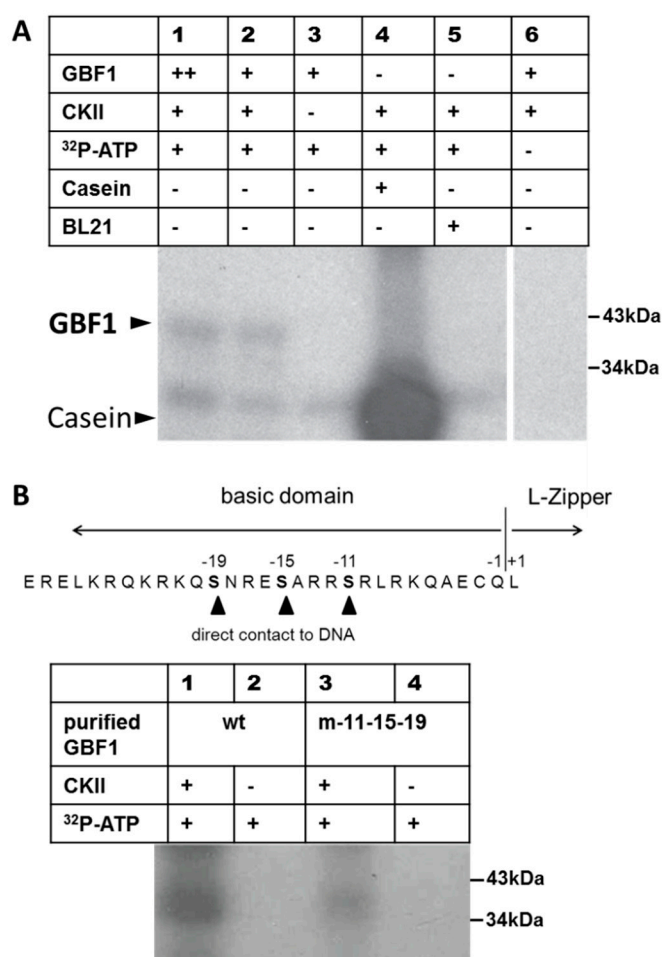 A
1 2 3 4 5 6
GBF1 ++ + + - - +
CKII + + - + + +
³²P-ATP + + + + + -
Casein - - - + - -
BL21 - - - - + -
GBF1
43kDa
34kDa
Casein
B
basic domain L-Zipper
-19 -15 -11 -1 +1
E R E L K R Q K R K Q S N R E S A R R S R L R K Q A E C Q L
direct contact to DNA
1 2 3 4
purified GBF1 wt m-11-15-19
CKII + - + -
³²P-ATP + + + +
43kDa
34kDa